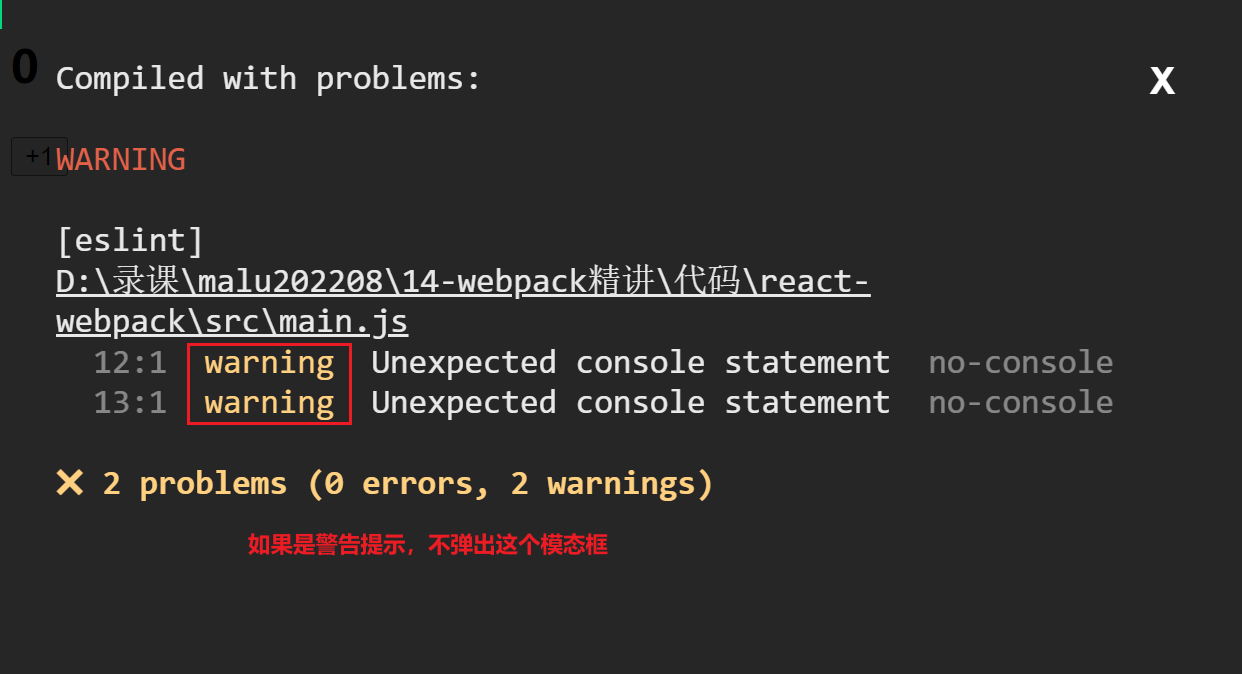 0
Compiled with problems:
X
+1
WARNING
[eslint]
D:\录课\malu202208\14-webpack精讲\代码\react-
webpack\src\main.js
12:1 warning Unexpected console statement no-console
13:1 warning Unexpected console statement no-console
✖ 2 problems (0 errors, 2 warnings)
如果是警告提示，不弹出这个模态框